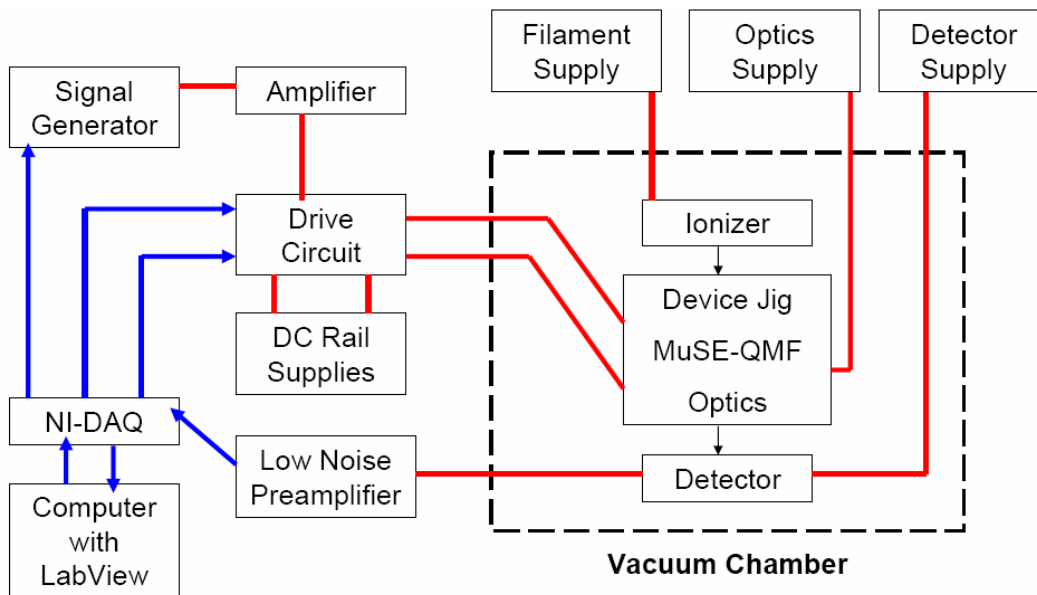 Filament
Supply
Optics
Supply
Detector
Supply
Signal
Generator
Amplifier
Drive
Circuit
Ionizer
DC Rail
Supplies
Device Jig
MuSE-QMF
Optics
NI-DAQ
Low Noise
Preamplifier
Detector
Computer
with
LabView
Vacuum Chamber